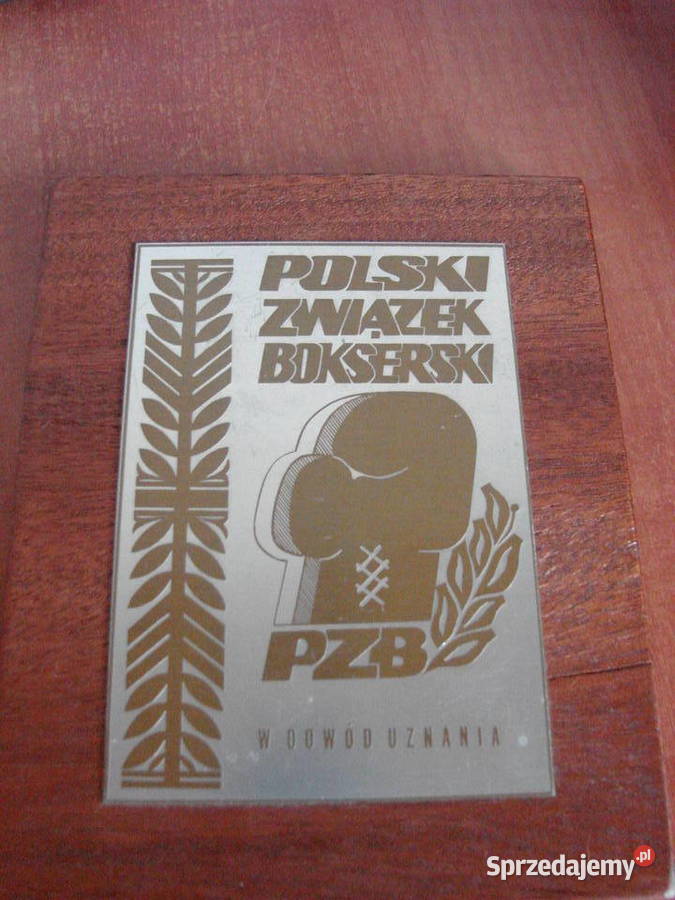 POLSKI
ZWIĄZEK
BOKSERSKI
PZB
W DOWÓD UZNANIA
Sprzedajemy.pl